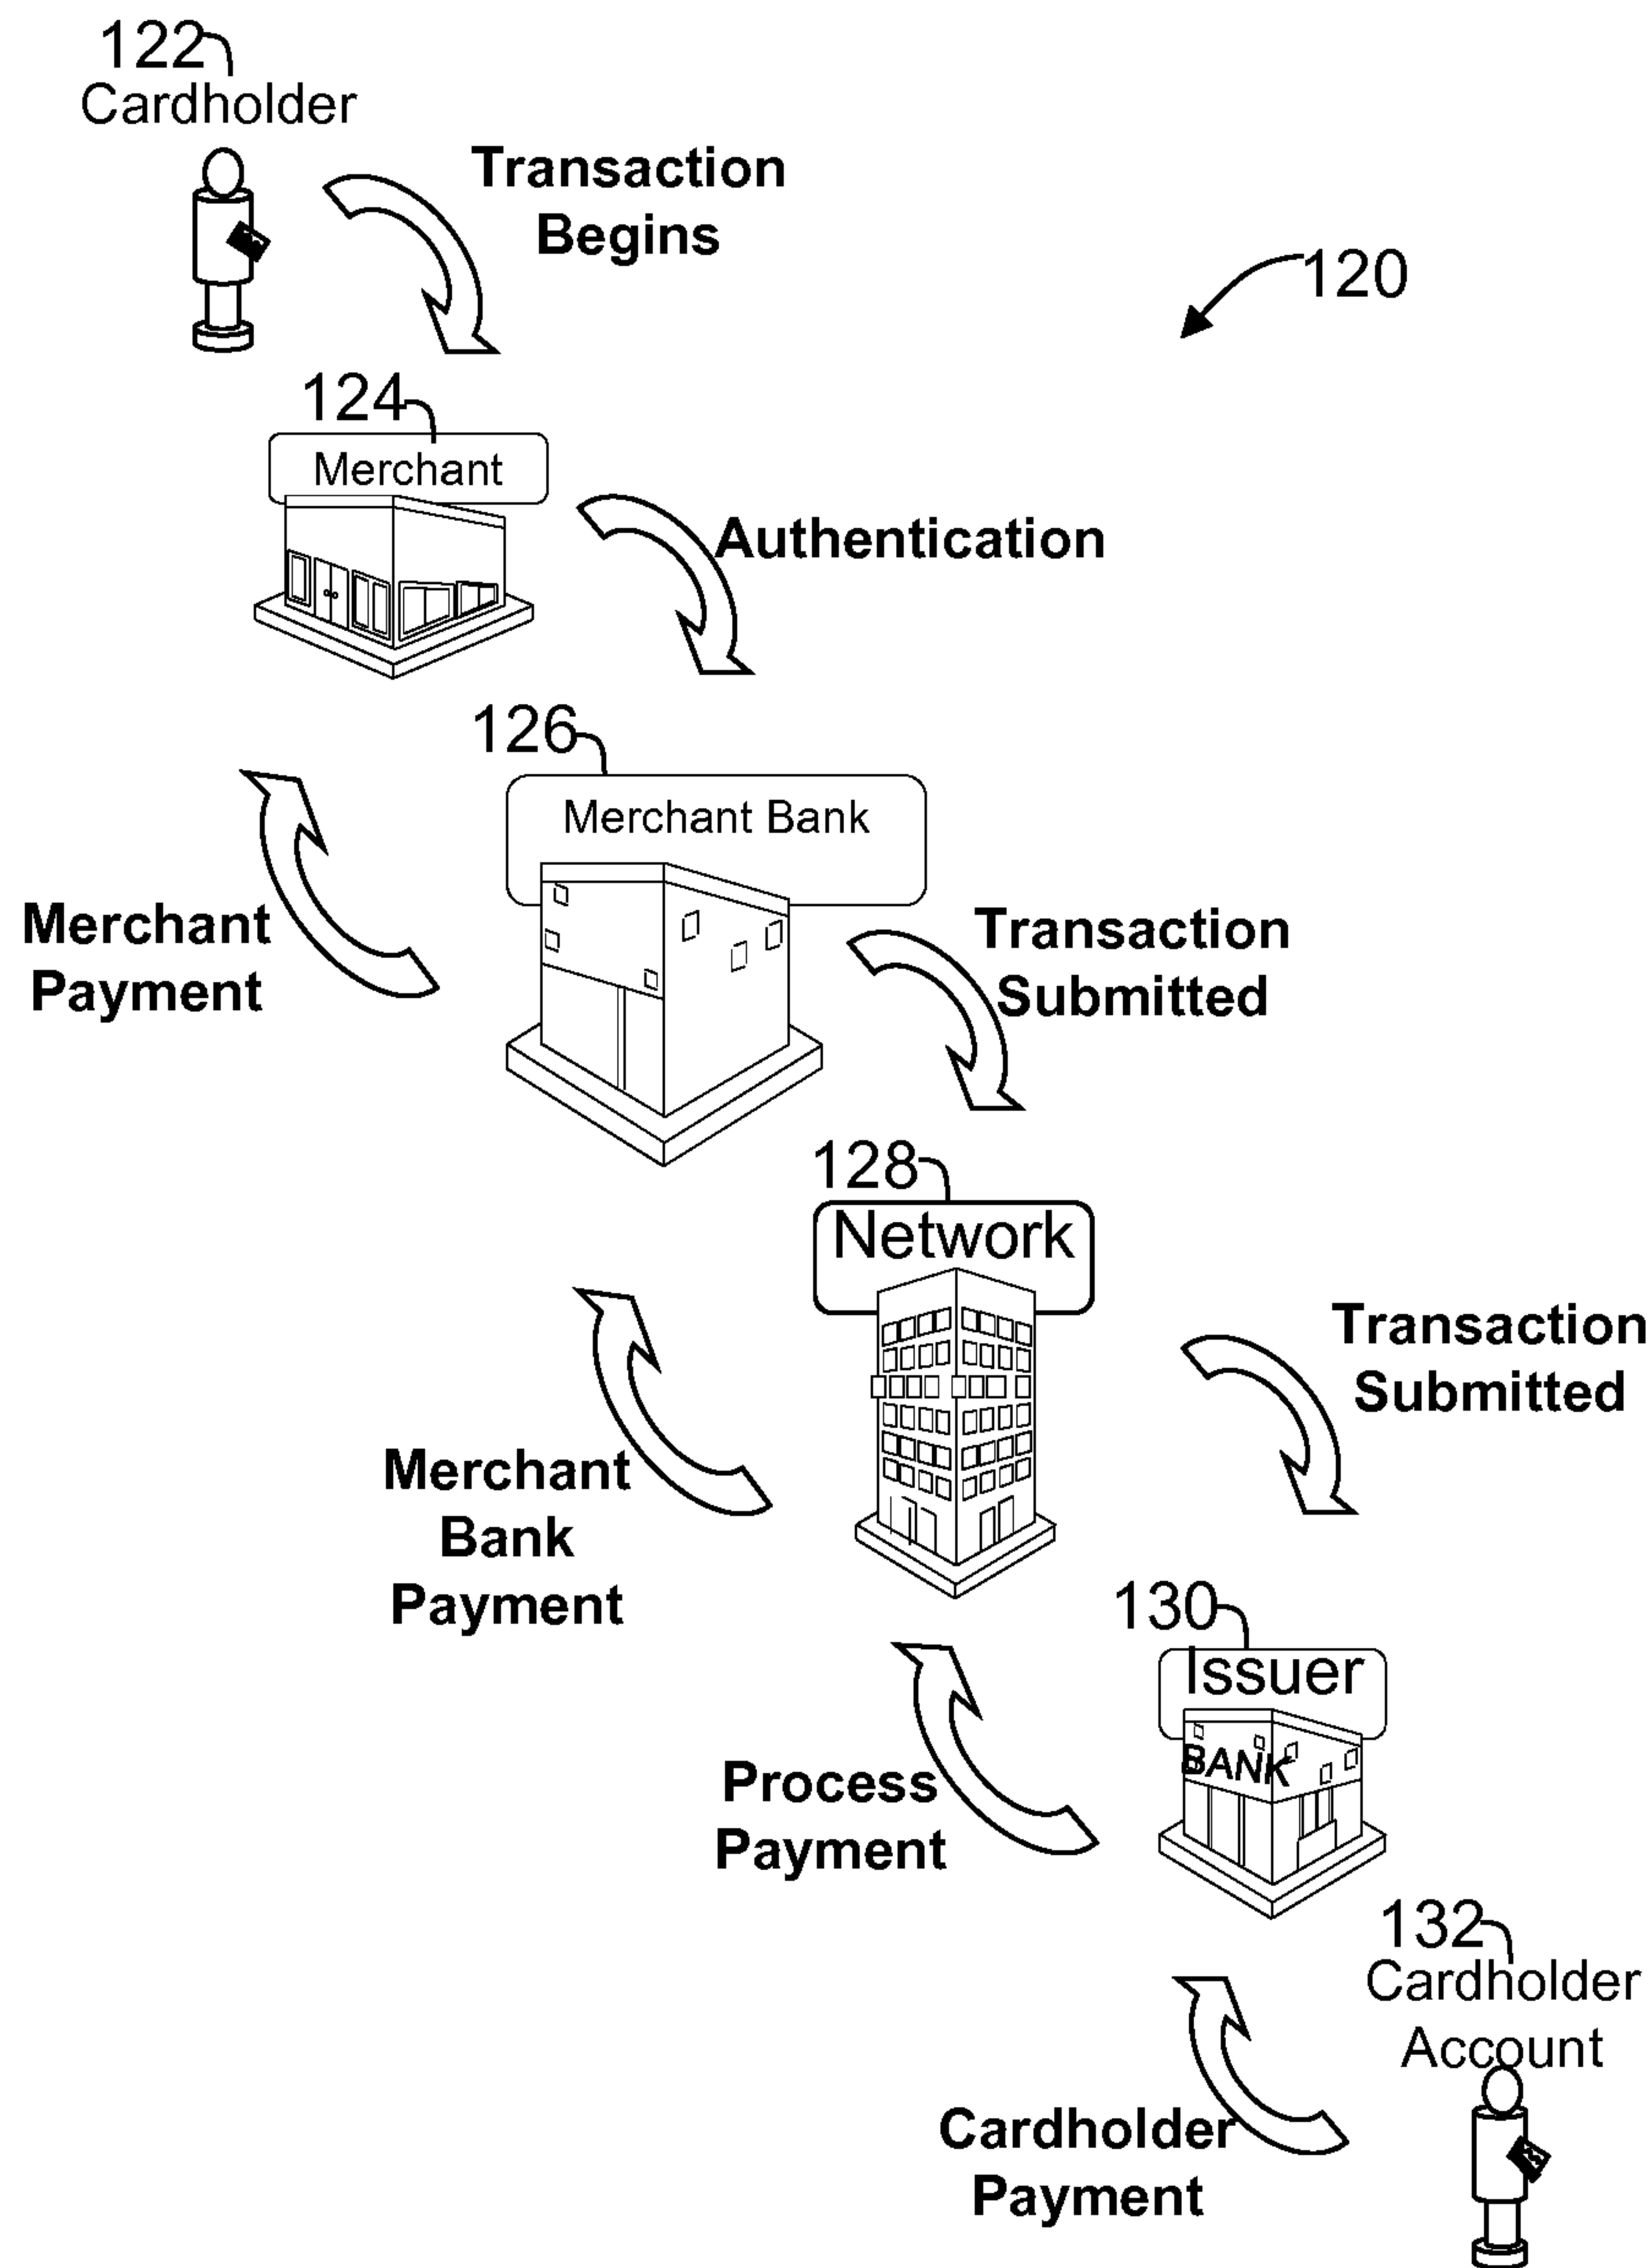 122
Cardholder
Transaction
Begins
120
124
Merchant
Authentication
126
Merchant Bank
Merchant
Payment
Transaction
Submitted
128
Network
Transaction
Submitted
Merchant
Bank
Payment
130
Issuer
BANK
Process
Payment
132
Cardholder
Account
Cardholder
Payment